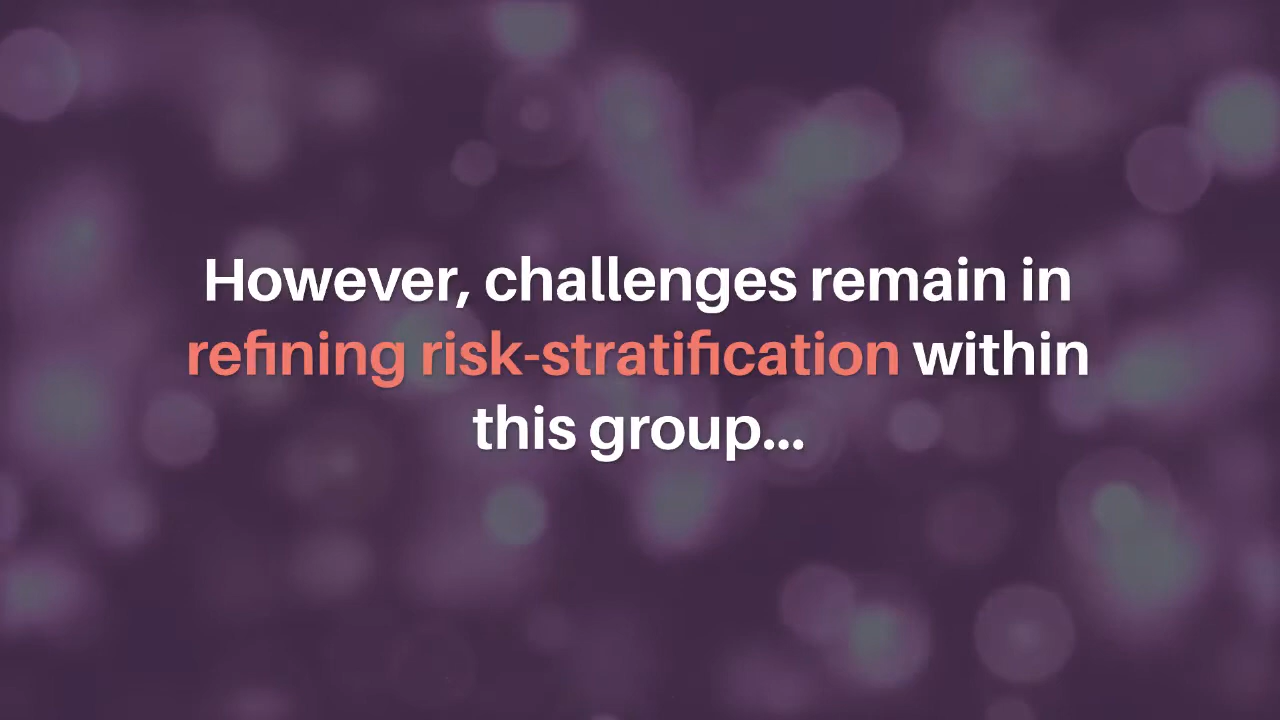 However, challenges remain in
refining risk-stratification within
this group...